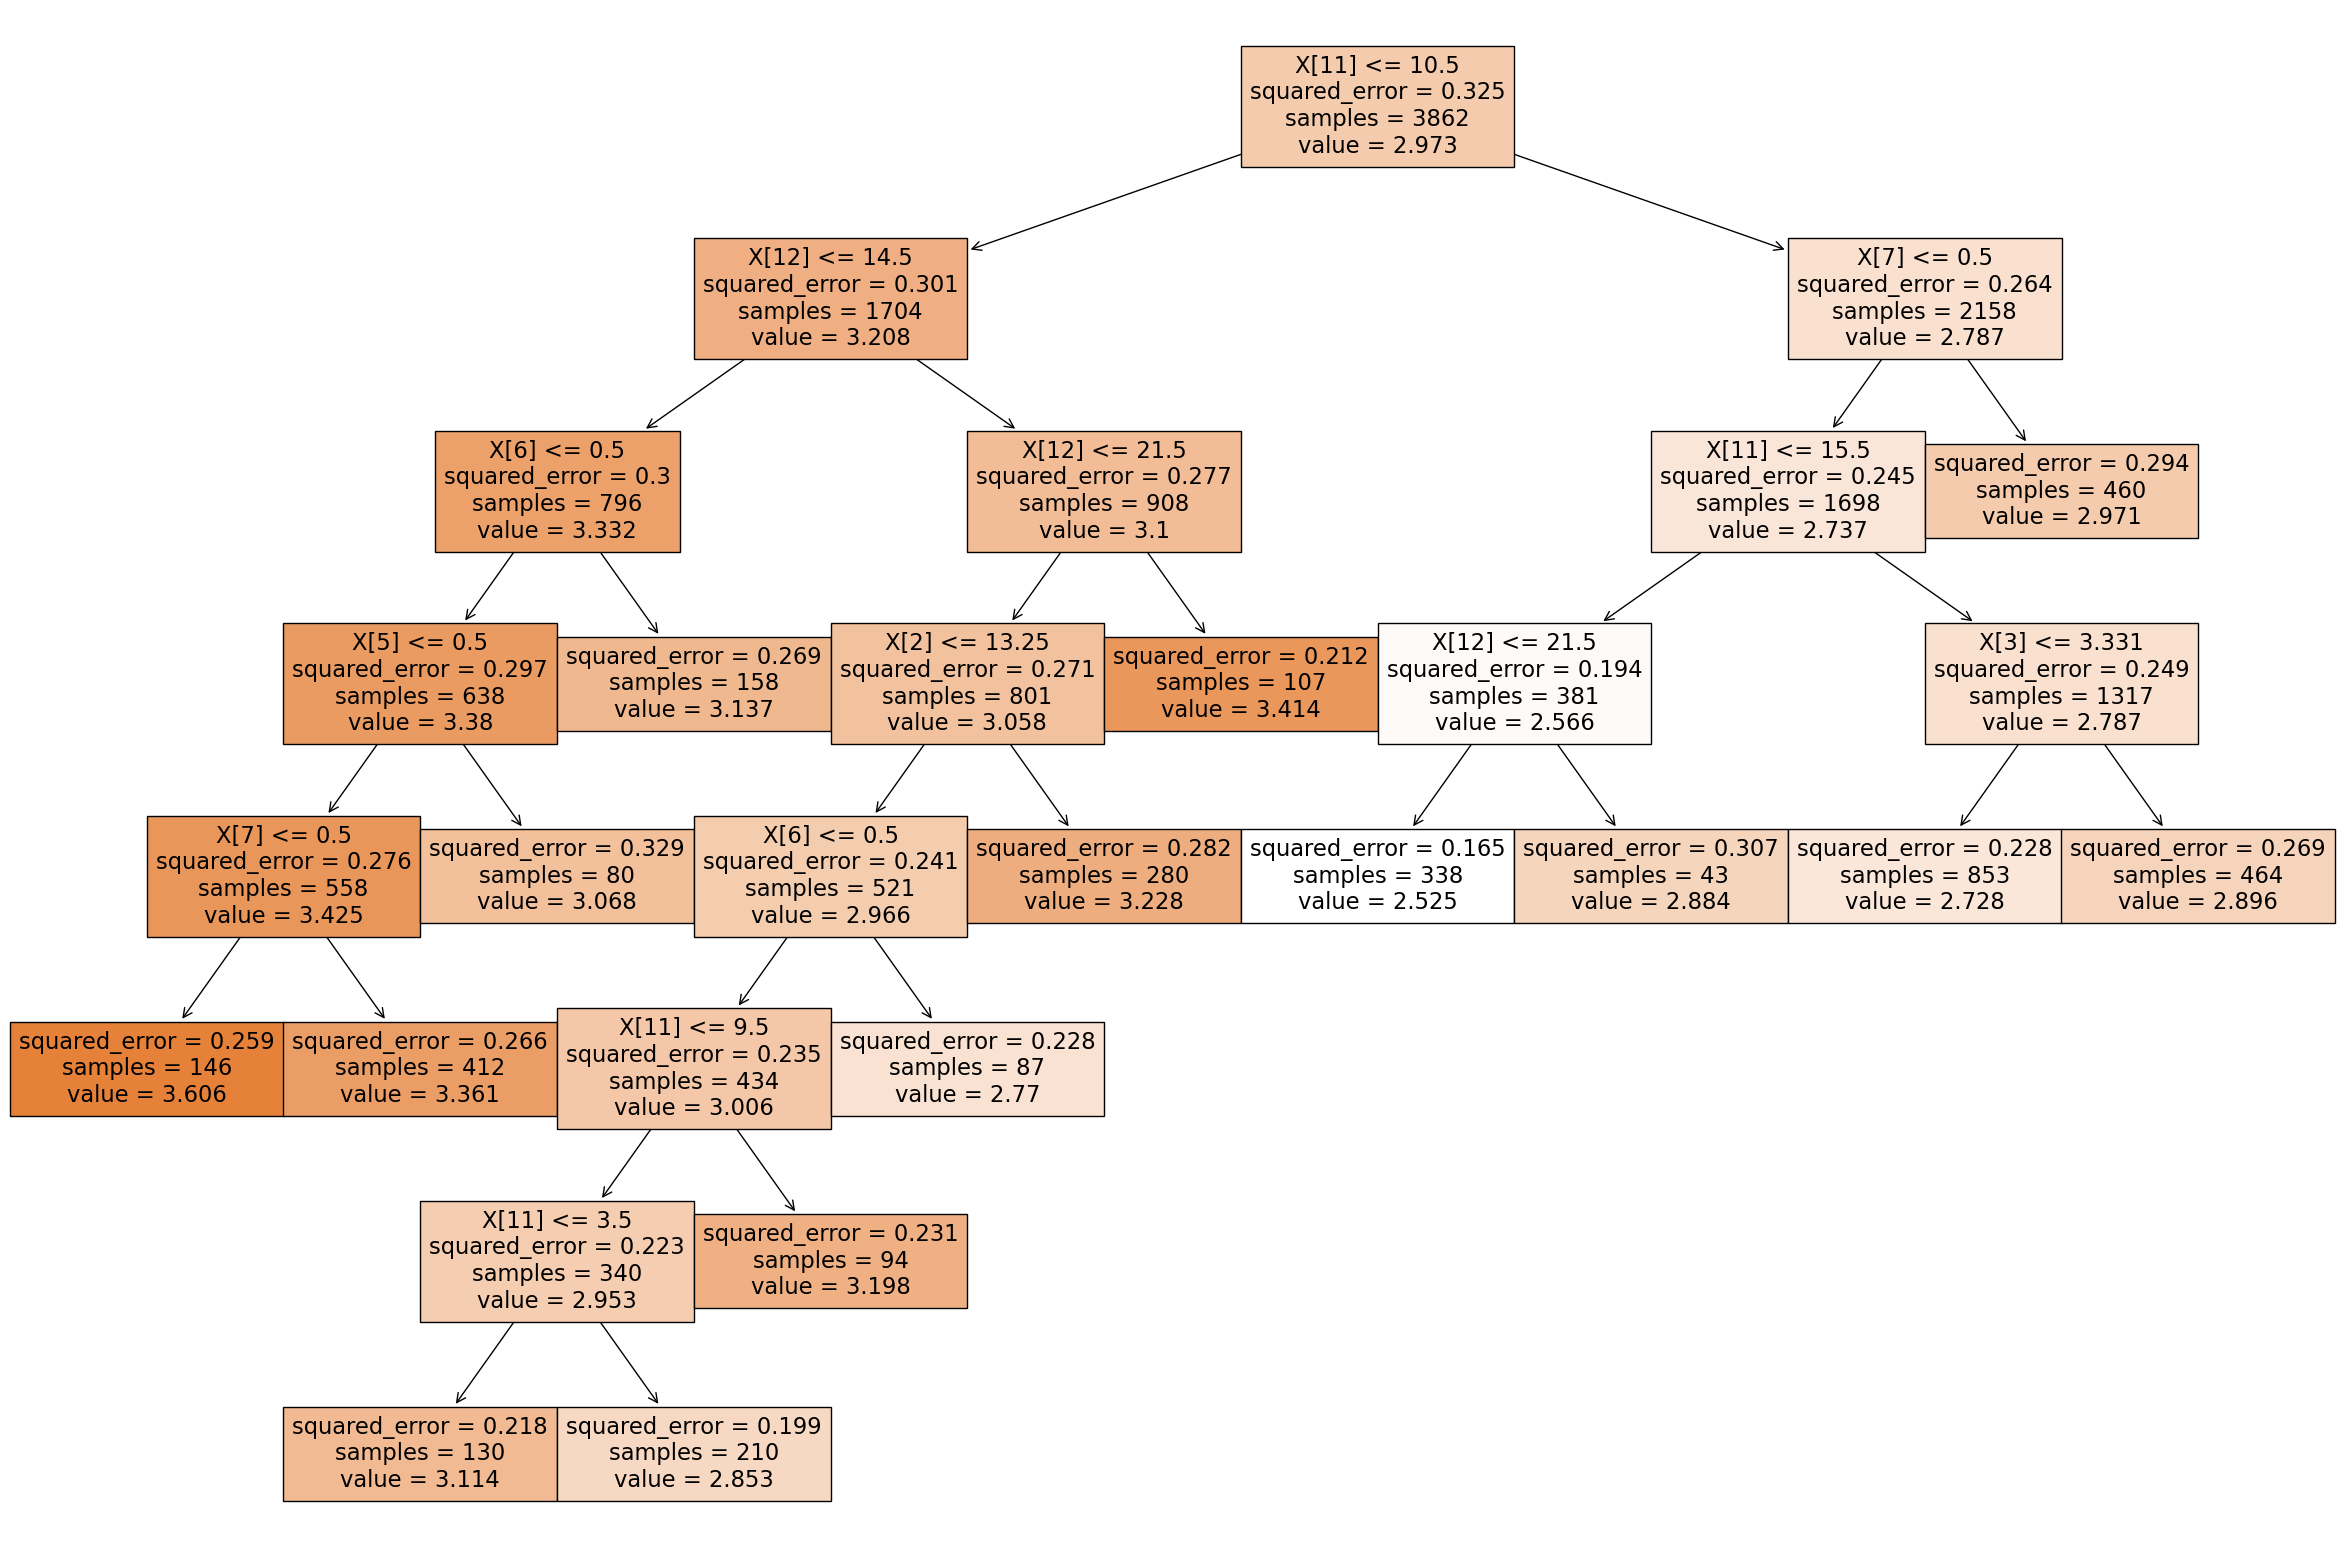 X[11] <= 10.5
squared_error = 0.325
samples = 3862
value = 2.973
X[12] <= 14.5
squared_error = 0.301
samples = 1704
value = 3.208
X[7] <= 0.5
squared_error = 0.264
samples = 2158
value = 2.787
X[6] <= 0.5
squared_error = 0.3
samples = 796
value = 3.332
X[12] <= 21.5
squared_error = 0.277
samples = 908
value = 3.1
X[11] <= 15.5
squared_error = 0.245
samples = 1698
value = 2.737
squared_error = 0.294
samples = 460
value = 2.971
X[5] <= 0.5
squared_error = 0.297
samples = 638
value = 3.38
squared_error = 0.269
samples = 158
value = 3.137
X[2] <= 13.25
squared_error = 0.271
samples = 801
value = 3.058
squared_error = 0.212
samples = 107
value = 3.414
X[12] <= 21.5
squared_error = 0.194
samples = 381
value = 2.566
X[3] <= 3.331
squared_error = 0.249
samples = 1317
value = 2.787
X[7] <= 0.5
squared_error = 0.276
samples = 558
value = 3.425
squared_error = 0.329
samples = 80
value = 3.068
X[6] <= 0.5
squared_error = 0.241
samples = 521
value = 2.966
squared_error = 0.282
samples = 280
value = 3.228
squared_error = 0.165
samples = 338
value = 2.525
squared_error = 0.307
samples = 43
value = 2.884
squared_error = 0.228
samples = 853
value = 2.728
squared_error = 0.269
samples = 464
value = 2.896
squared_error = 0.259
samples = 146
value = 3.606
squared_error = 0.266
samples = 412
value = 3.361
X[11] <= 9.5
squared_error = 0.235
samples = 434
value = 3.006
squared_error = 0.228
samples = 87
value = 2.77
X[11] <= 3.5
squared_error = 0.223
samples = 340
value = 2.953
squared_error = 0.231
samples = 94
value = 3.198
squared_error = 0.218
samples = 130
value = 3.114
squared_error = 0.199
samples = 210
value = 2.853